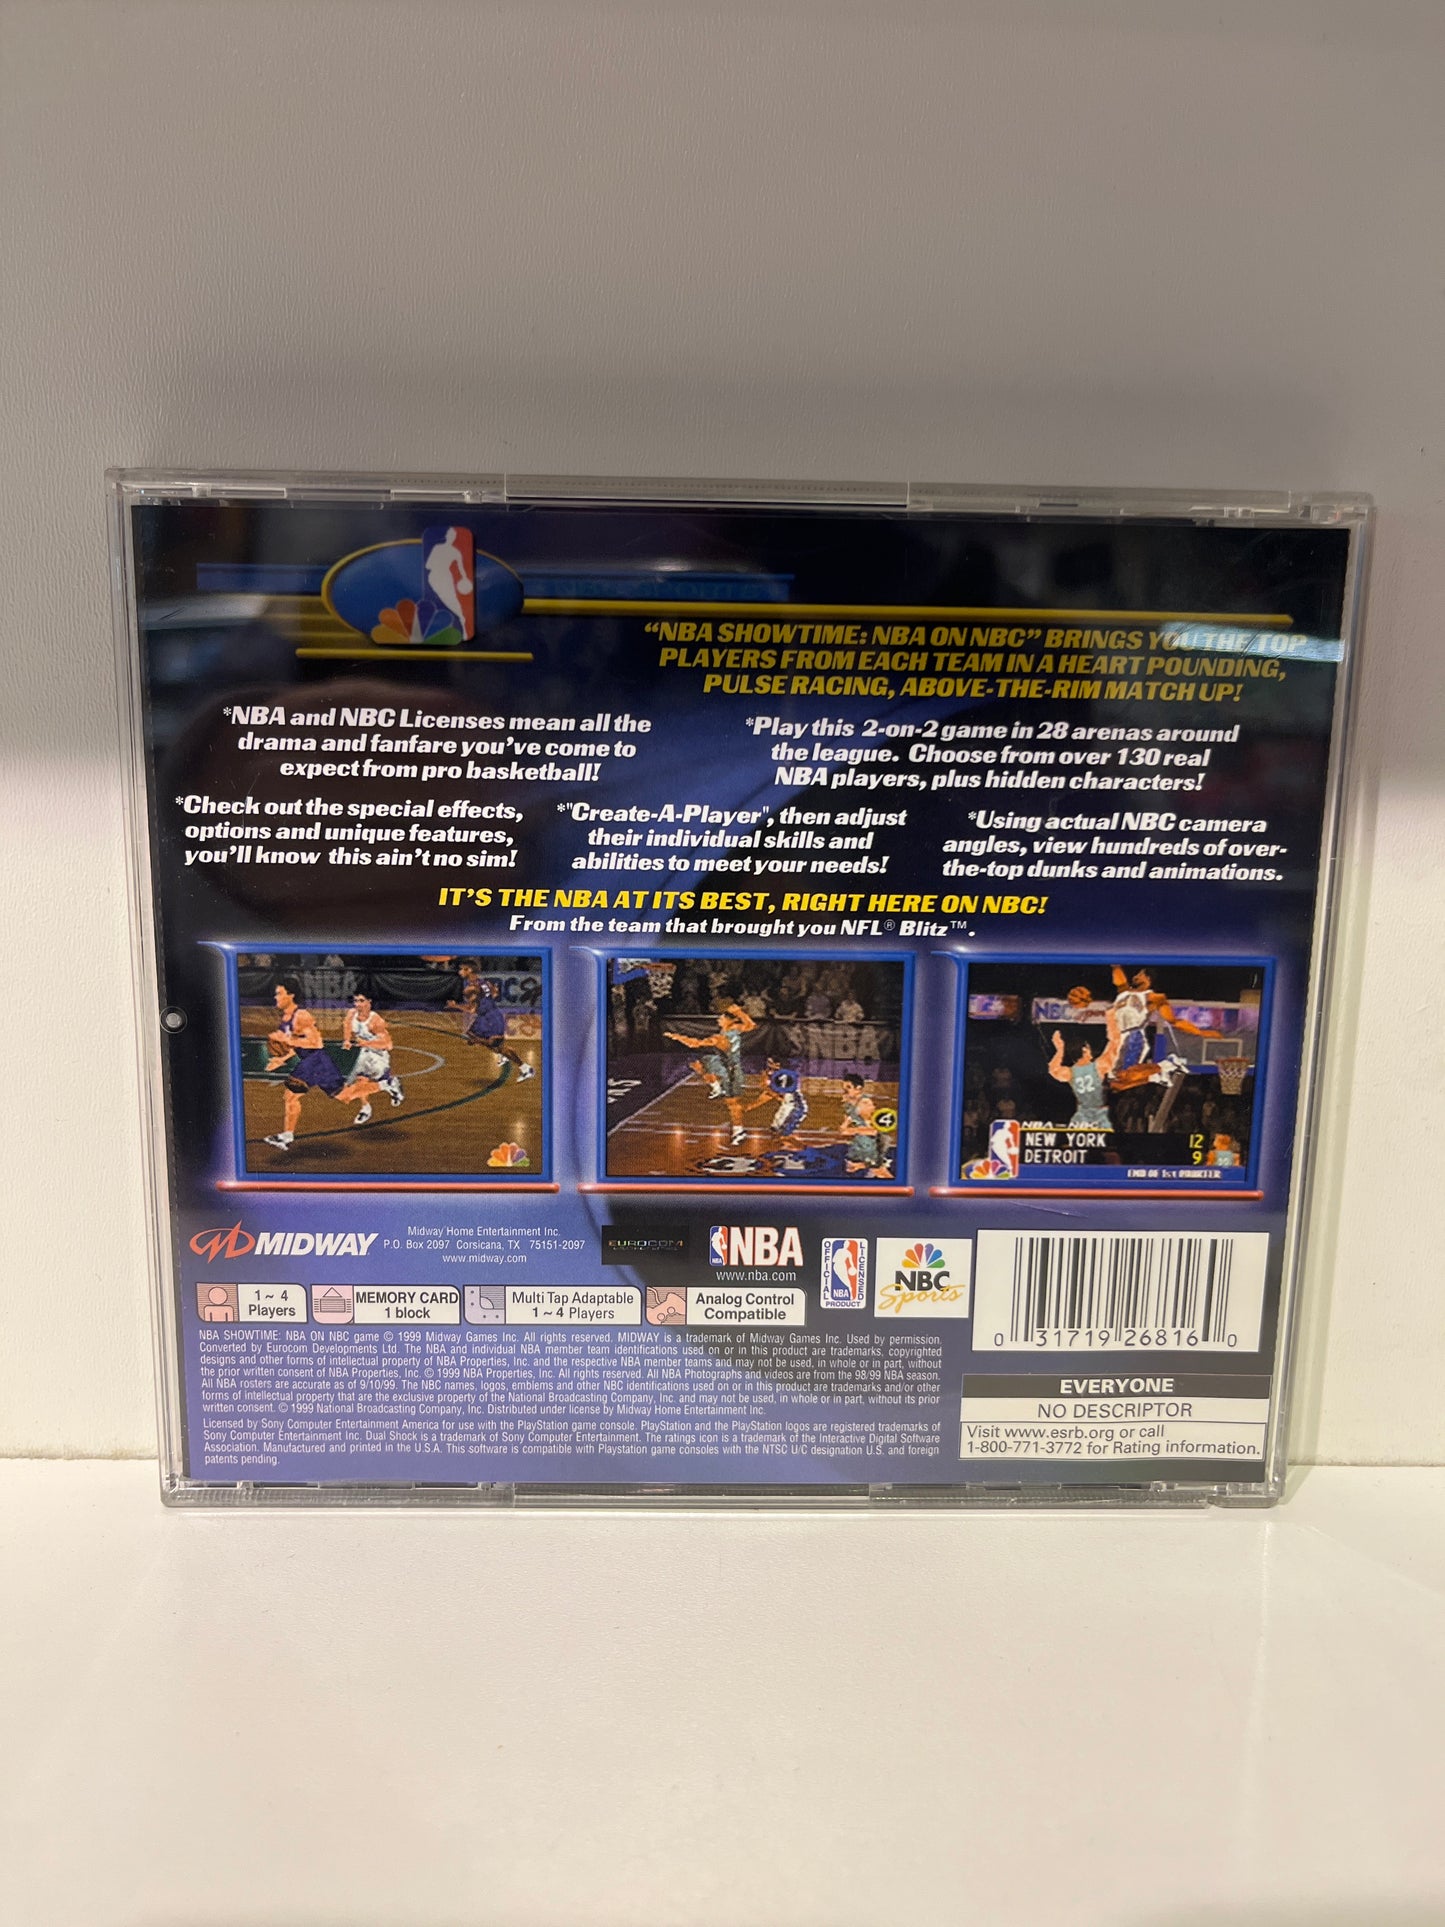 "NBA SHOWTIME: NBA ON NBC" BRINGS YOU THE TOP
PLAYERS FROM EACH TEAM IN A HEART POUNDING,
PULSE RACING, ABOVE-THE-RIM MATCH UP!
*NBA and NBC Licenses mean all the
drama and fanfare you've come to
expect from pro basketball!
*Play this 2-on-2 game in 28 arenas around
the league. Choose from over 130 real
NBA players, plus hidden characters!
*Check out the special effects,
options and unique features,
you'll know this ain't no sim!
*"Create-A-Player", then adjust
their individual skills and
abilities to meet your needs!
*Using actual NBC camera
angles, view hundreds of over-
the-top dunks and animations.
IT'S THE NBA AT ITS BEST, RIGHT HERE ON NBC!
From the team that brought you NFL® Blitz™.
NBA
NBA
1
4
NBC
32
NBA ON NBC
NEW YORK 12
DETROIT 9
END OF 1st QUARTER
MIDWAY
Midway Home Entertainment Inc.
P.O. Box 2097 Corsicana, TX 75151-2097
www.midway.com
EUROCOM
NBA
www.nba.com
OFFICIAL LICENSED
NBA
PRODUCT
NBC
Sports
0 31719 26816 0
1 ~ 4
Players
MEMORY CARD
1 block
Multi Tap Adaptable
1 ~ 4 Players
Analog Control
Compatible
NBA SHOWTIME: NBA ON NBC game © 1999 Midway Games Inc. All rights reserved. MIDWAY is a trademark of Midway Games Inc. Used by permission.
Converted by Eurocom Developments Ltd. The NBA and individual NBA member team identifications used on or in this product are trademarks, copyrighted
designs and other forms of intellectual property of NBA Properties, Inc. and the respective NBA member teams and may not be used, in whole or in part, without
the prior written consent of NBA Properties, Inc. © 1999 NBA Properties, Inc. All rights reserved. All NBA Photographs and videos are from the 98/99 NBA season.
All NBA rosters are accurate as of 9/10/99. The NBC names, logos, emblems and other NBC identifications used on or in this product are trademarks and/or other
forms of intellectual property that are the exclusive property of the National Broadcasting Company, Inc. and may not be used, in whole or in part, without its prior
written consent. © 1999 National Broadcasting Company, Inc. Distributed under license by Midway Home Entertainment Inc.
Licensed by Sony Computer Entertainment America for use with the PlayStation game console. PlayStation and the PlayStation logos are registered trademarks of
Sony Computer Entertainment Inc. Dual Shock is a trademark of Sony Computer Entertainment. The ratings icon is a trademark of the Interactive Digital Software
Association. Manufactured and printed in the U.S.A. This software is compatible with Playstation game consoles with the NTSC U/C designation U.S. and foreign
patents pending.
EVERYONE
NO DESCRIPTOR
Visit www.esrb.org or call
1-800-771-3772 for Rating information.